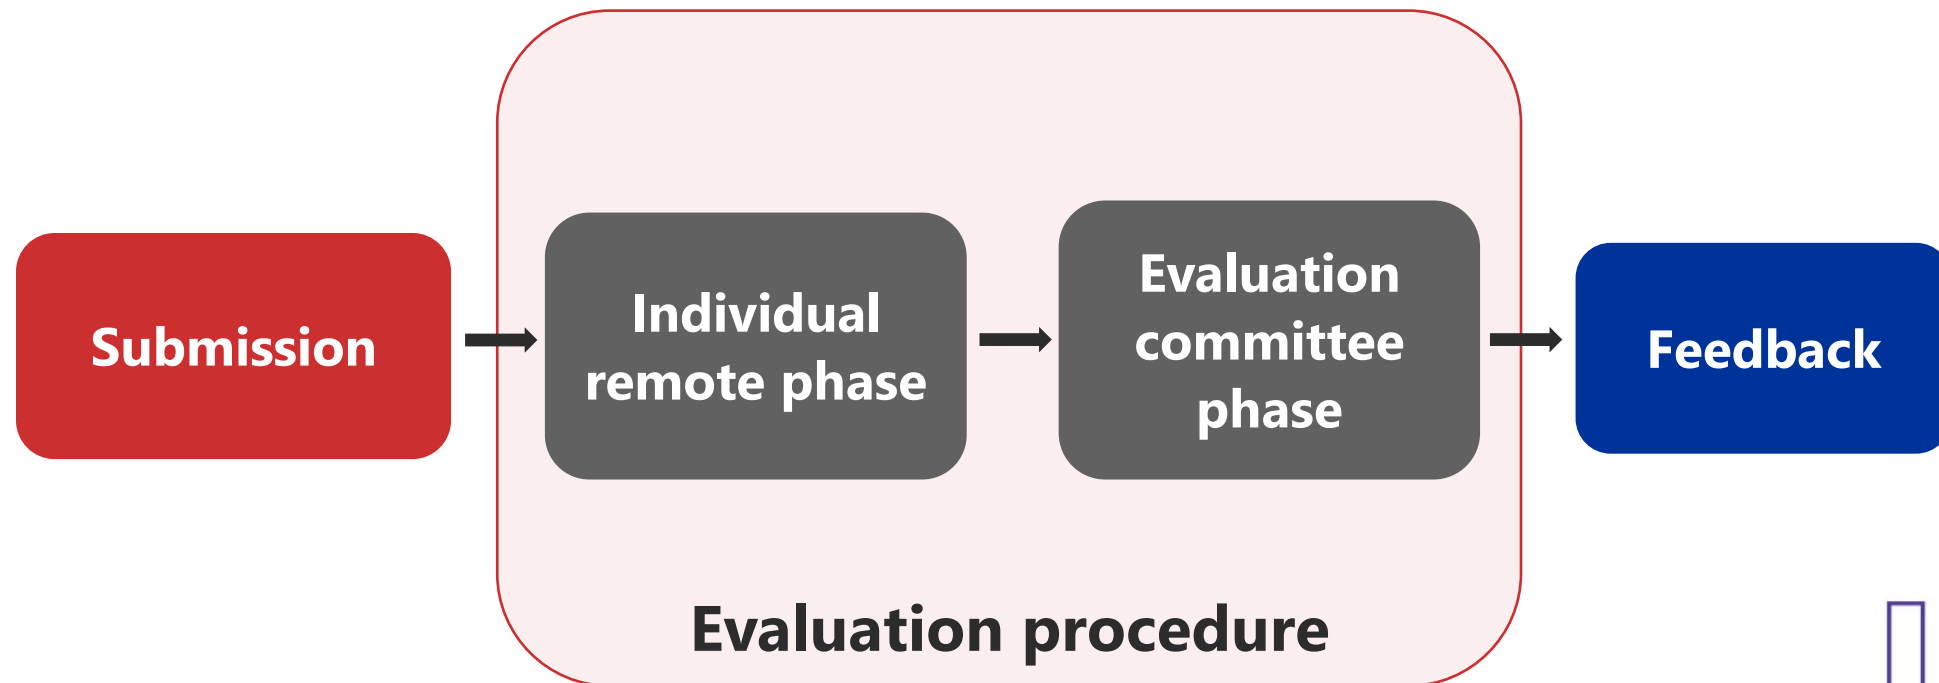 Submission
Individual
remote phase
Evaluation
committee
phase
Feedback
Evaluation procedure